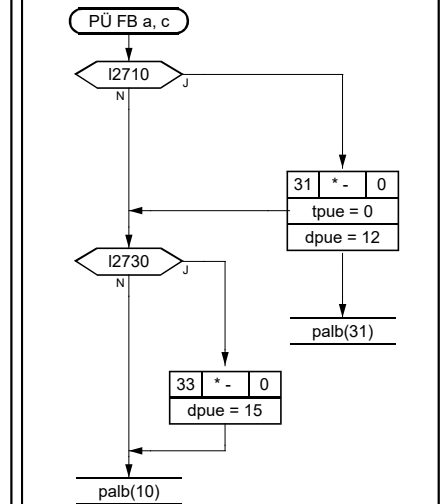 PÜ FB a, c
I2710
J
N
31 * - 0
tpue = 0
dpue = 12
I2730
J
N
palb(31)
33 * - 0
dpue = 15
palb(10)